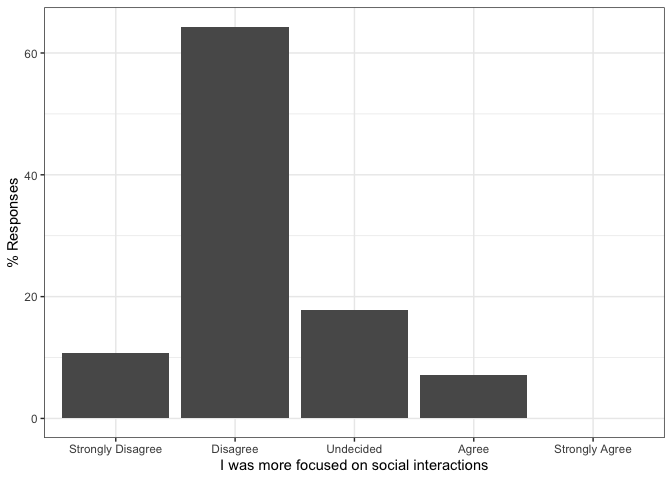 60
40
20
0
% Responses
Strongly Disagree
Disagree
Undecided
Agree
Strongly Agree
I was more focused on social interactions